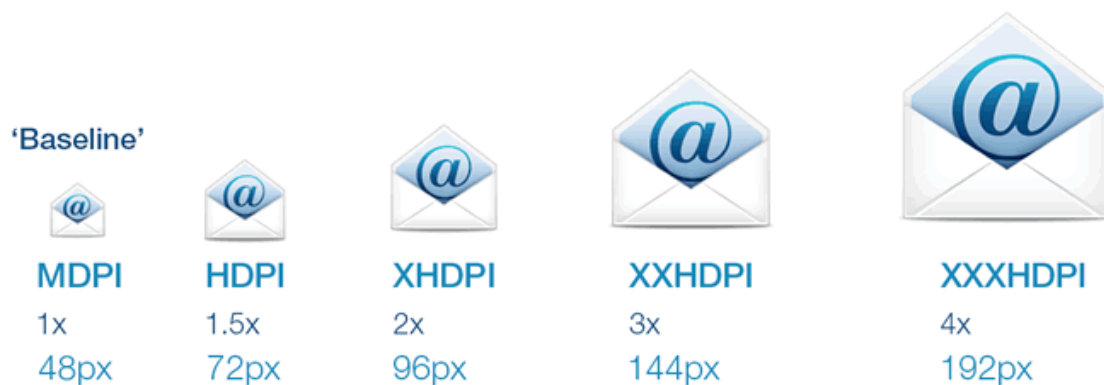 ‘Baseline’
@ @ @ @ @
MDPI HDPI XHDPI XXHDPI XXXHDPI
1x 1.5x 2x 3x 4x
48px 72px 96px 144px 192px